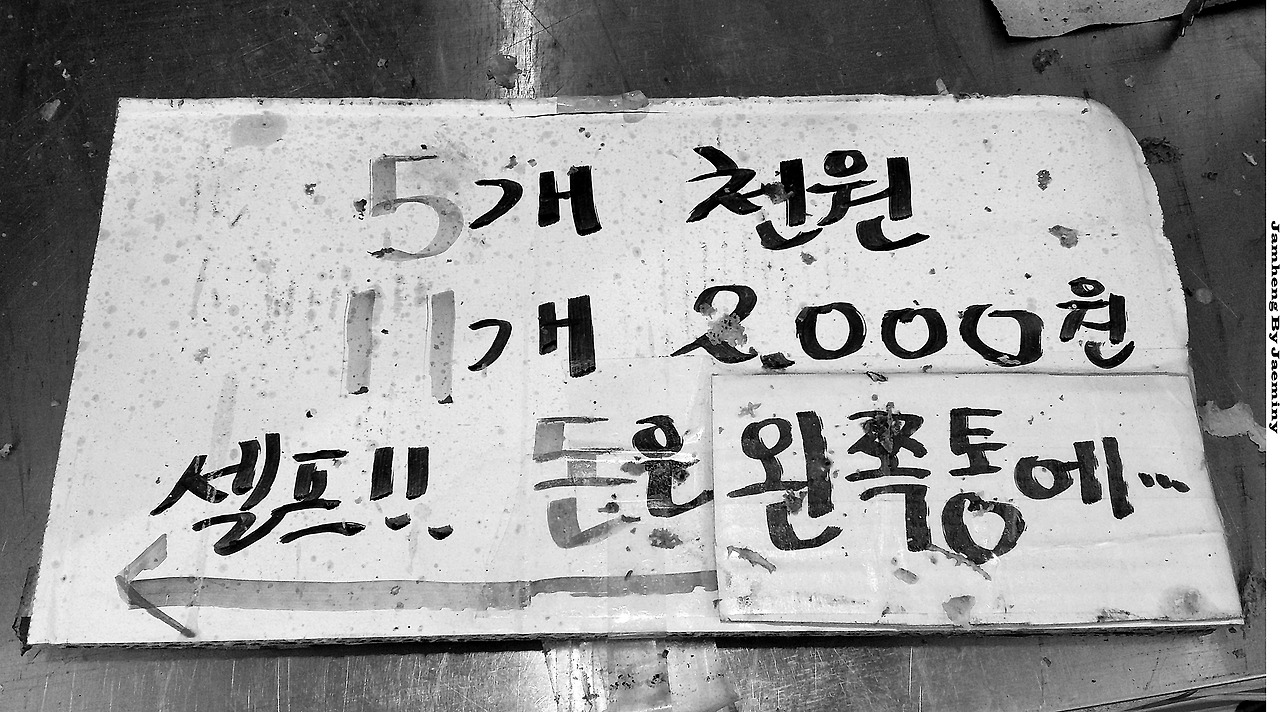 5개 천원
11개 2,000원
셀프!! 돈은 왼쪽통에...
Jamheng By Jaeminy